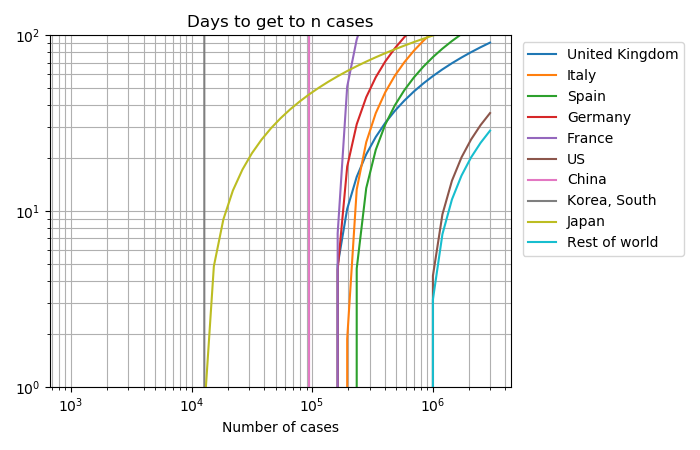 Days to get to n cases
10²
10¹
10⁰
10³
10⁴
10⁵
10⁶
Number of cases
United Kingdom
Italy
Spain
Germany
France
US
China
Korea, South
Japan
Rest of world